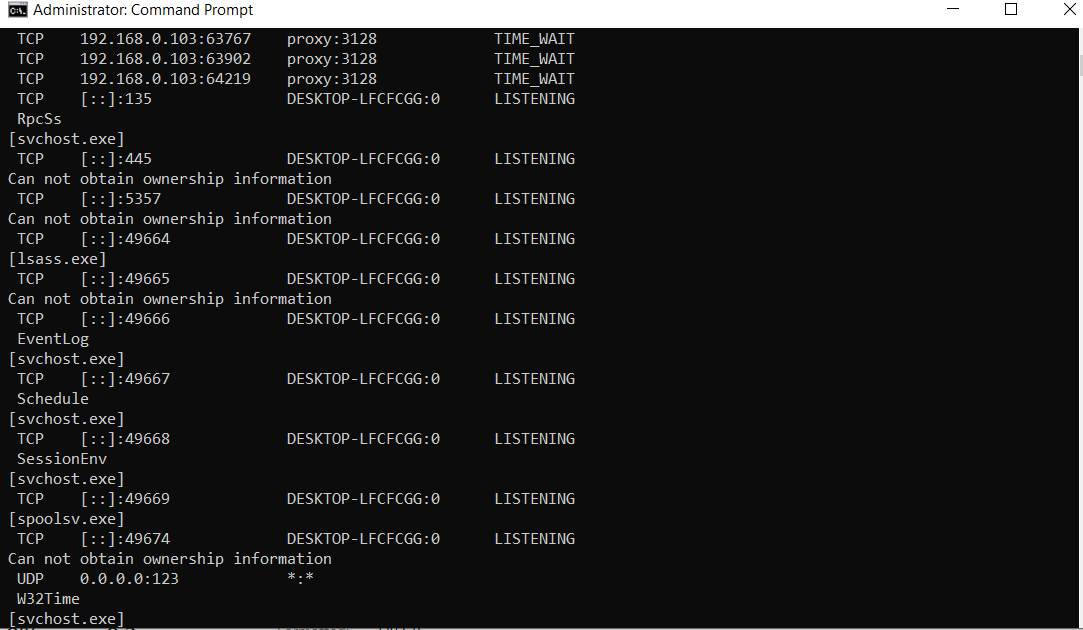 Administrator: Command Prompt
TCP 192.168.0.103:63767 proxy:3128 TIME_WAIT
TCP 192.168.0.103:63902 proxy:3128 TIME_WAIT
TCP 192.168.0.103:64219 proxy:3128 TIME_WAIT
TCP [::]:135 DESKTOP-LFCFCGG:0 LISTENING
RpcSs
[svchost.exe]
TCP [::]:445 DESKTOP-LFCFCGG:0 LISTENING
Can not obtain ownership information
TCP [::]:5357 DESKTOP-LFCFCGG:0 LISTENING
Can not obtain ownership information
TCP [::]:49664 DESKTOP-LFCFCGG:0 LISTENING
[lsass.exe]
TCP [::]:49665 DESKTOP-LFCFCGG:0 LISTENING
Can not obtain ownership information
TCP [::]:49666 DESKTOP-LFCFCGG:0 LISTENING
EventLog
[svchost.exe]
TCP [::]:49667 DESKTOP-LFCFCGG:0 LISTENING
Schedule
[svchost.exe]
TCP [::]:49668 DESKTOP-LFCFCGG:0 LISTENING
SessionEnv
[svchost.exe]
TCP [::]:49669 DESKTOP-LFCFCGG:0 LISTENING
[spoolsv.exe]
TCP [::]:49674 DESKTOP-LFCFCGG:0 LISTENING
Can not obtain ownership information
UDP 0.0.0.0:123 *:*
W32Time
[svchost.exe]